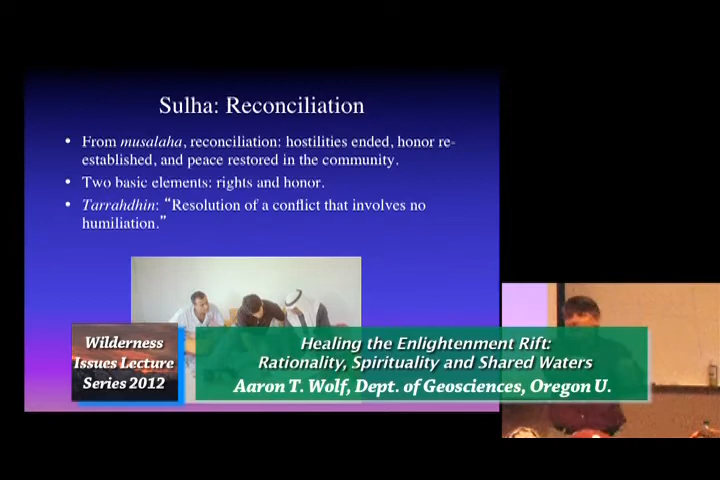 Sulha: Reconciliation
• From musalaha, reconciliation: hostilities ended, honor re-
established, and peace restored in the community.
• Two basic elements: rights and honor.
• Tarrahdhin: “Resolution of a conflict that involves no
humiliation.”
Wilderness
Issues Lecture
Series 2012
Healing the Enlightenment Rift:
Rationality, Spirituality and Shared Waters
Aaron T. Wolf, Dept. of Geosciences, Oregon U.